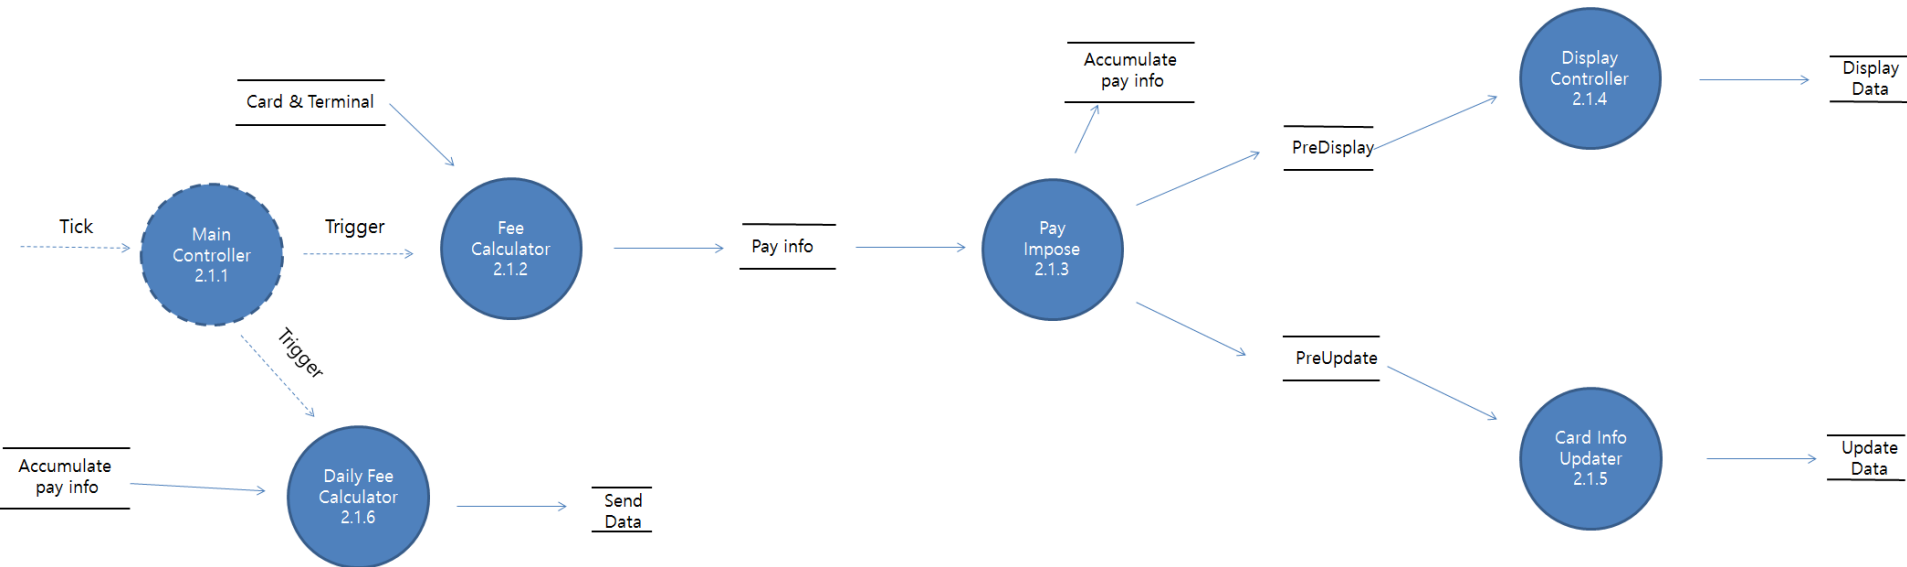 Accumulate
pay info
Display
Controller
2.1.4
Display
Data
Card & Terminal
PreDisplay
Tick
Main
Controller
2.1.1
Trigger
Fee
Calculator
2.1.2
Pay info
Pay
Impose
2.1.3
Trigger
PreUpdate
Accumulate
pay info
Daily Fee
Calculator
2.1.6
Send
Data
Card Info
Updater
2.1.5
Update
Data